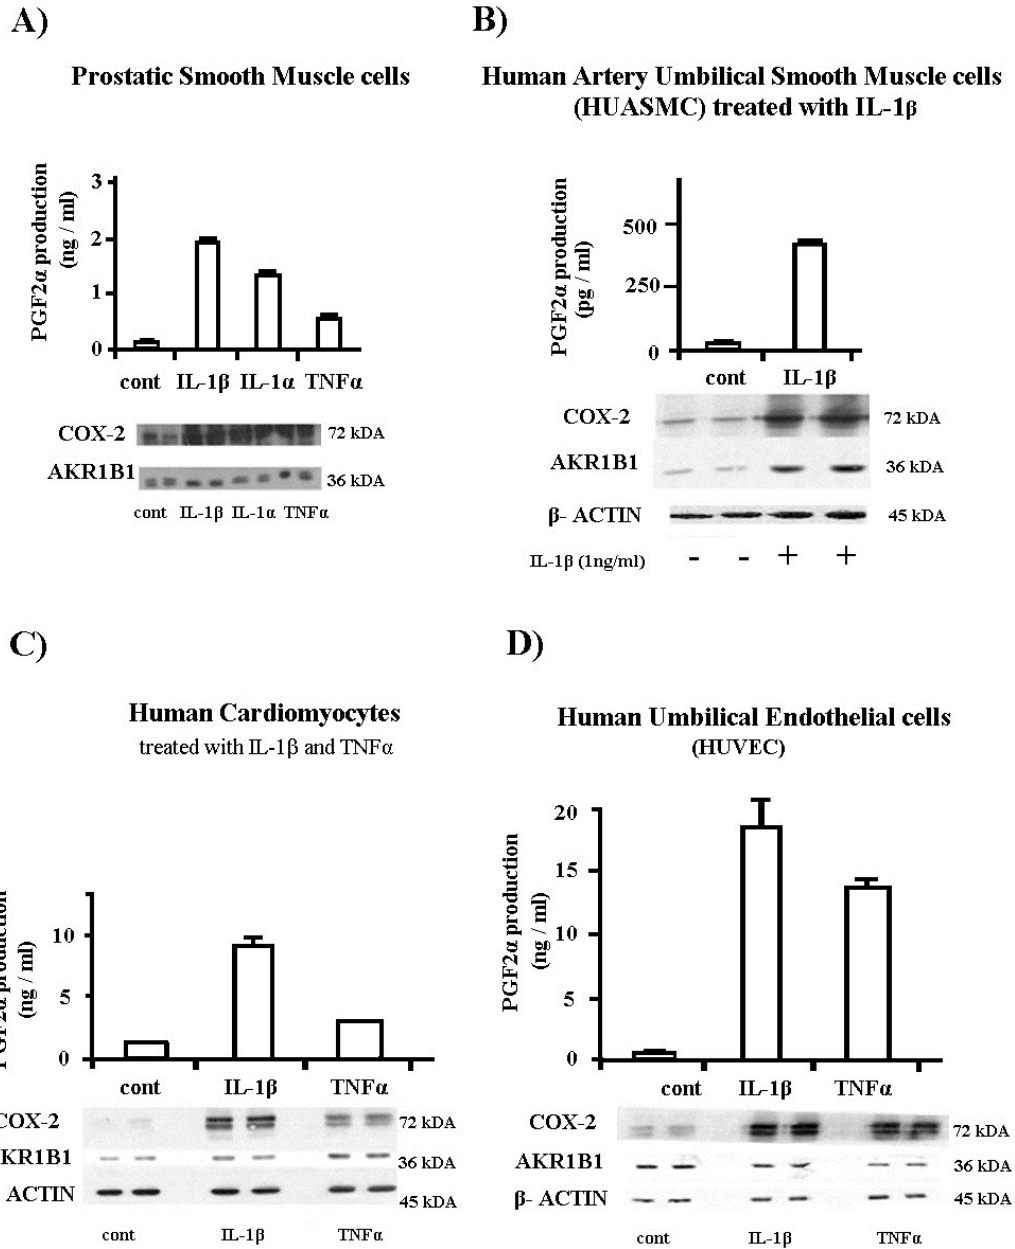 A)
Prostatic Smooth Muscle cells
PGF2α production
(ng / ml)
3
2
1
0
cont IL-1β IL-1α TNFα
COX-2 72 kDA
AKR1B1 36 kDA
cont IL-1β IL-1α TNFα
B)
Human Artery Umbilical Smooth Muscle cells
(HUASMC) treated with IL-1β
PGF2α production
(pg / ml)
500
250
0
cont IL-1β
COX-2 72 kDA
AKR1B1 36 kDA
β- ACTIN 45 kDA
IL-1β (1ng/ml) - - + +
C)
Human Cardiomyocytes
treated with IL-1β and TNFα
PGF2α production
(ng / ml)
10
5
0
cont IL-1β TNFα
COX-2 72 kDA
KR1B1 36 kDA
ACTIN 45 kDA
cont IL-1β TNFα
D)
Human Umbilical Endothelial cells
(HUVEC)
PGF2α production
(ng / ml)
20
15
10
5
0
cont IL-1β TNFα
COX-2 72 kDA
AKR1B1 36 kDA
β- ACTIN 45 kDA
cont IL-1β TNFα